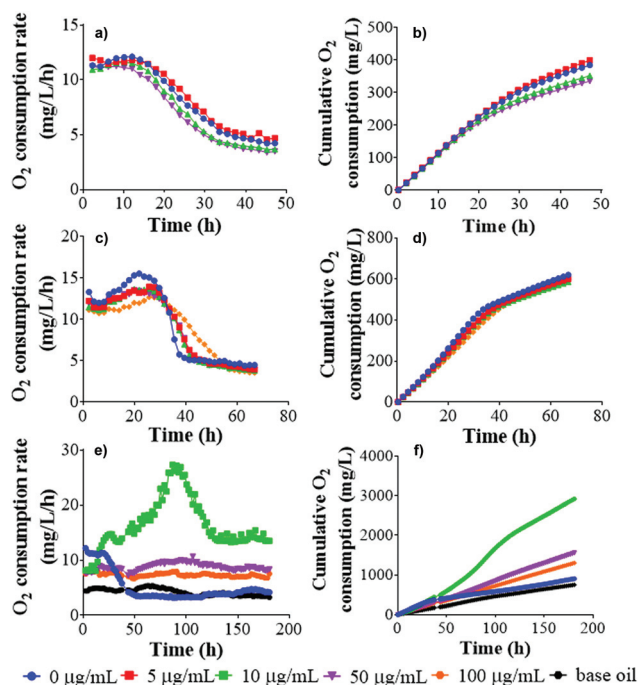 a)
O2 consumption rate
(mg/L/h)
15
10
5
0
0 10 20 30 40 50
Time (h)
b)
Cumulative O2
consumption (mg/L)
500
400
300
200
100
0
0 10 20 30 40 50
Time (h)
c)
O2 consumption rate
(mg/L/h)
20
15
10
5
0
0 20 40 60 80
Time (h)
d)
Cumulative O2
consumption (mg/L)
800
600
400
200
0
0 20 40 60 80
Time (h)
e)
O2 consumption rate
(mg/L/h)
30
20
10
0
0 50 100 150 200
Time (h)
f)
Cumulative O2
consumption (mg/L)
4000
3000
2000
1000
0
0 50 100 150 200
Time (h)
0 µg/mL 5 µg/mL 10 µg/mL 50 µg/mL 100 µg/mL base oil